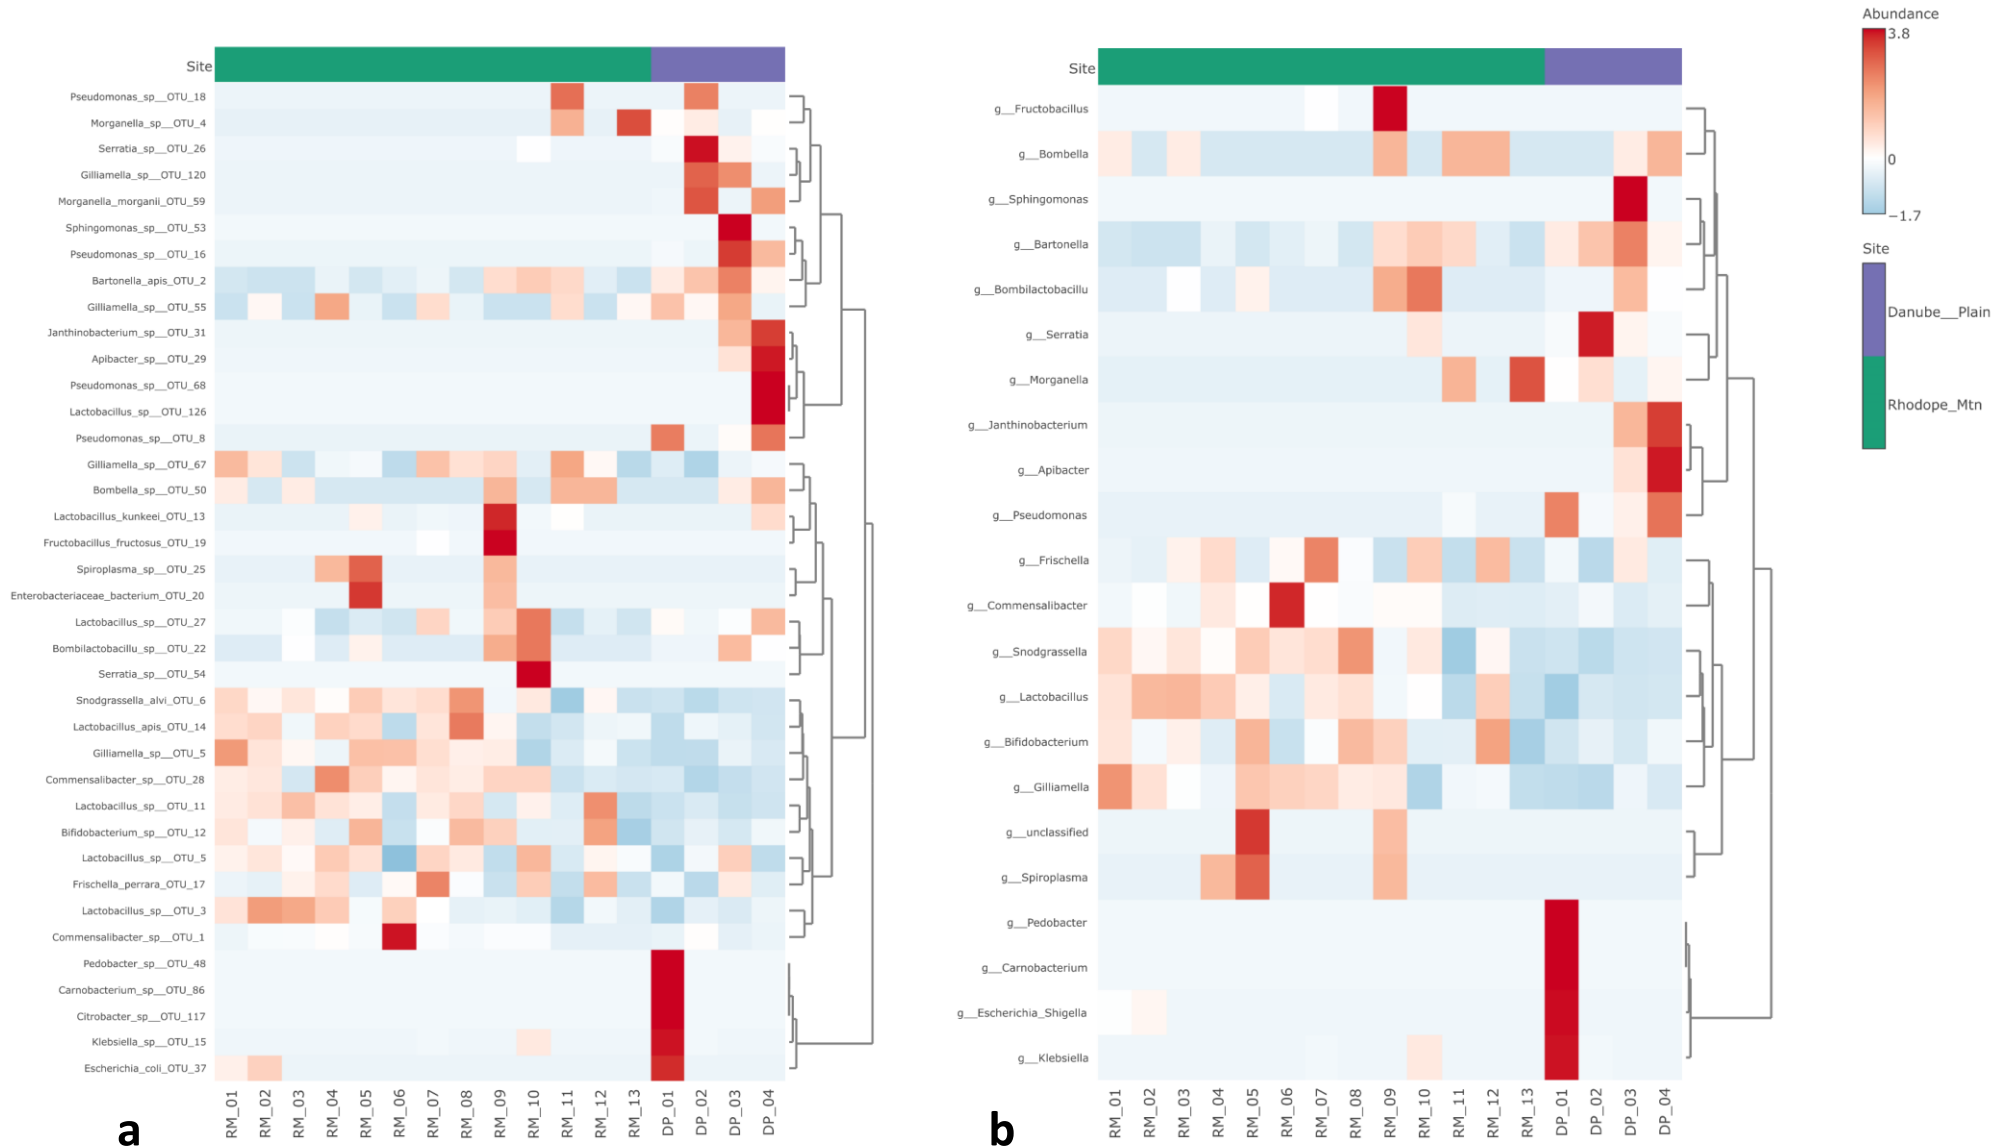 Site
Pseudomonas_sp__OTU_18
Morganella_sp__OTU_4
Serratia_sp__OTU_26
Gilliamella_sp__OTU_120
Morganella_morganii_OTU_59
Sphingomonas_sp__OTU_53
Pseudomonas_sp__OTU_16
Bartonella_apis_OTU_2
Gilliamella_sp__OTU_55
Janthinobacterium_sp__OTU_31
Apibacter_sp__OTU_29
Pseudomonas_sp__OTU_68
Lactobacillus_sp__OTU_126
Pseudomonas_sp__OTU_8
Gilliamella_sp__OTU_67
Bombella_sp__OTU_50
Lactobacillus_kunkeei_OTU_13
Fructobacillus_fructosus_OTU_19
Spiroplasma_sp__OTU_25
Enterobacteriaceae_bacterium_OTU_20
Lactobacillus_sp__OTU_27
Bombilactobacillu_sp__OTU_22
Serratia_sp__OTU_54
Snodgrassella_alvi_OTU_6
Lactobacillus_apis_OTU_14
Gilliamella_sp__OTU_5
Commensalibacter_sp__OTU_28
Lactobacillus_sp__OTU_11
Bifidobacterium_sp__OTU_12
Lactobacillus_sp__OTU_5
Frischella_perrara_OTU_17
Lactobacillus_sp__OTU_3
Commensalibacter_sp__OTU_1
Pedobacter_sp__OTU_48
Carnobacterium_sp__OTU_86
Citrobacter_sp__OTU_117
Klebsiella_sp__OTU_15
Escherichia_coli_OTU_37
RM_01
RM_02
RM_03
RM_04
RM_05
RM_06
RM_07
RM_08
RM_09
RM_10
RM_11
RM_12
RM_13
DP_01
DP_02
DP_03
DP_04
a
Site
g__Fructobacillus
g__Bombella
g__Sphingomonas
g__Bartonella
g__Bombilactobacillu
g__Serratia
g__Morganella
g__Janthinobacterium
g__Apibacter
g__Pseudomonas
g__Frischella
g__Commensalibacter
g__Snodgrassella
g__Lactobacillus
g__Bifidobacterium
g__Gilliamella
g__unclassified
g__Spiroplasma
g__Pedobacter
g__Carnobacterium
g__Escherichia_Shigella
g__Klebsiella
RM_01
RM_02
RM_03
RM_04
RM_05
RM_06
RM_07
RM_08
RM_09
RM_10
RM_11
RM_12
RM_13
DP_01
DP_02
DP_03
DP_04
b
Abundance
3.8
0
−1.7
Site
Danube__Plain
Rhodope_Mtn